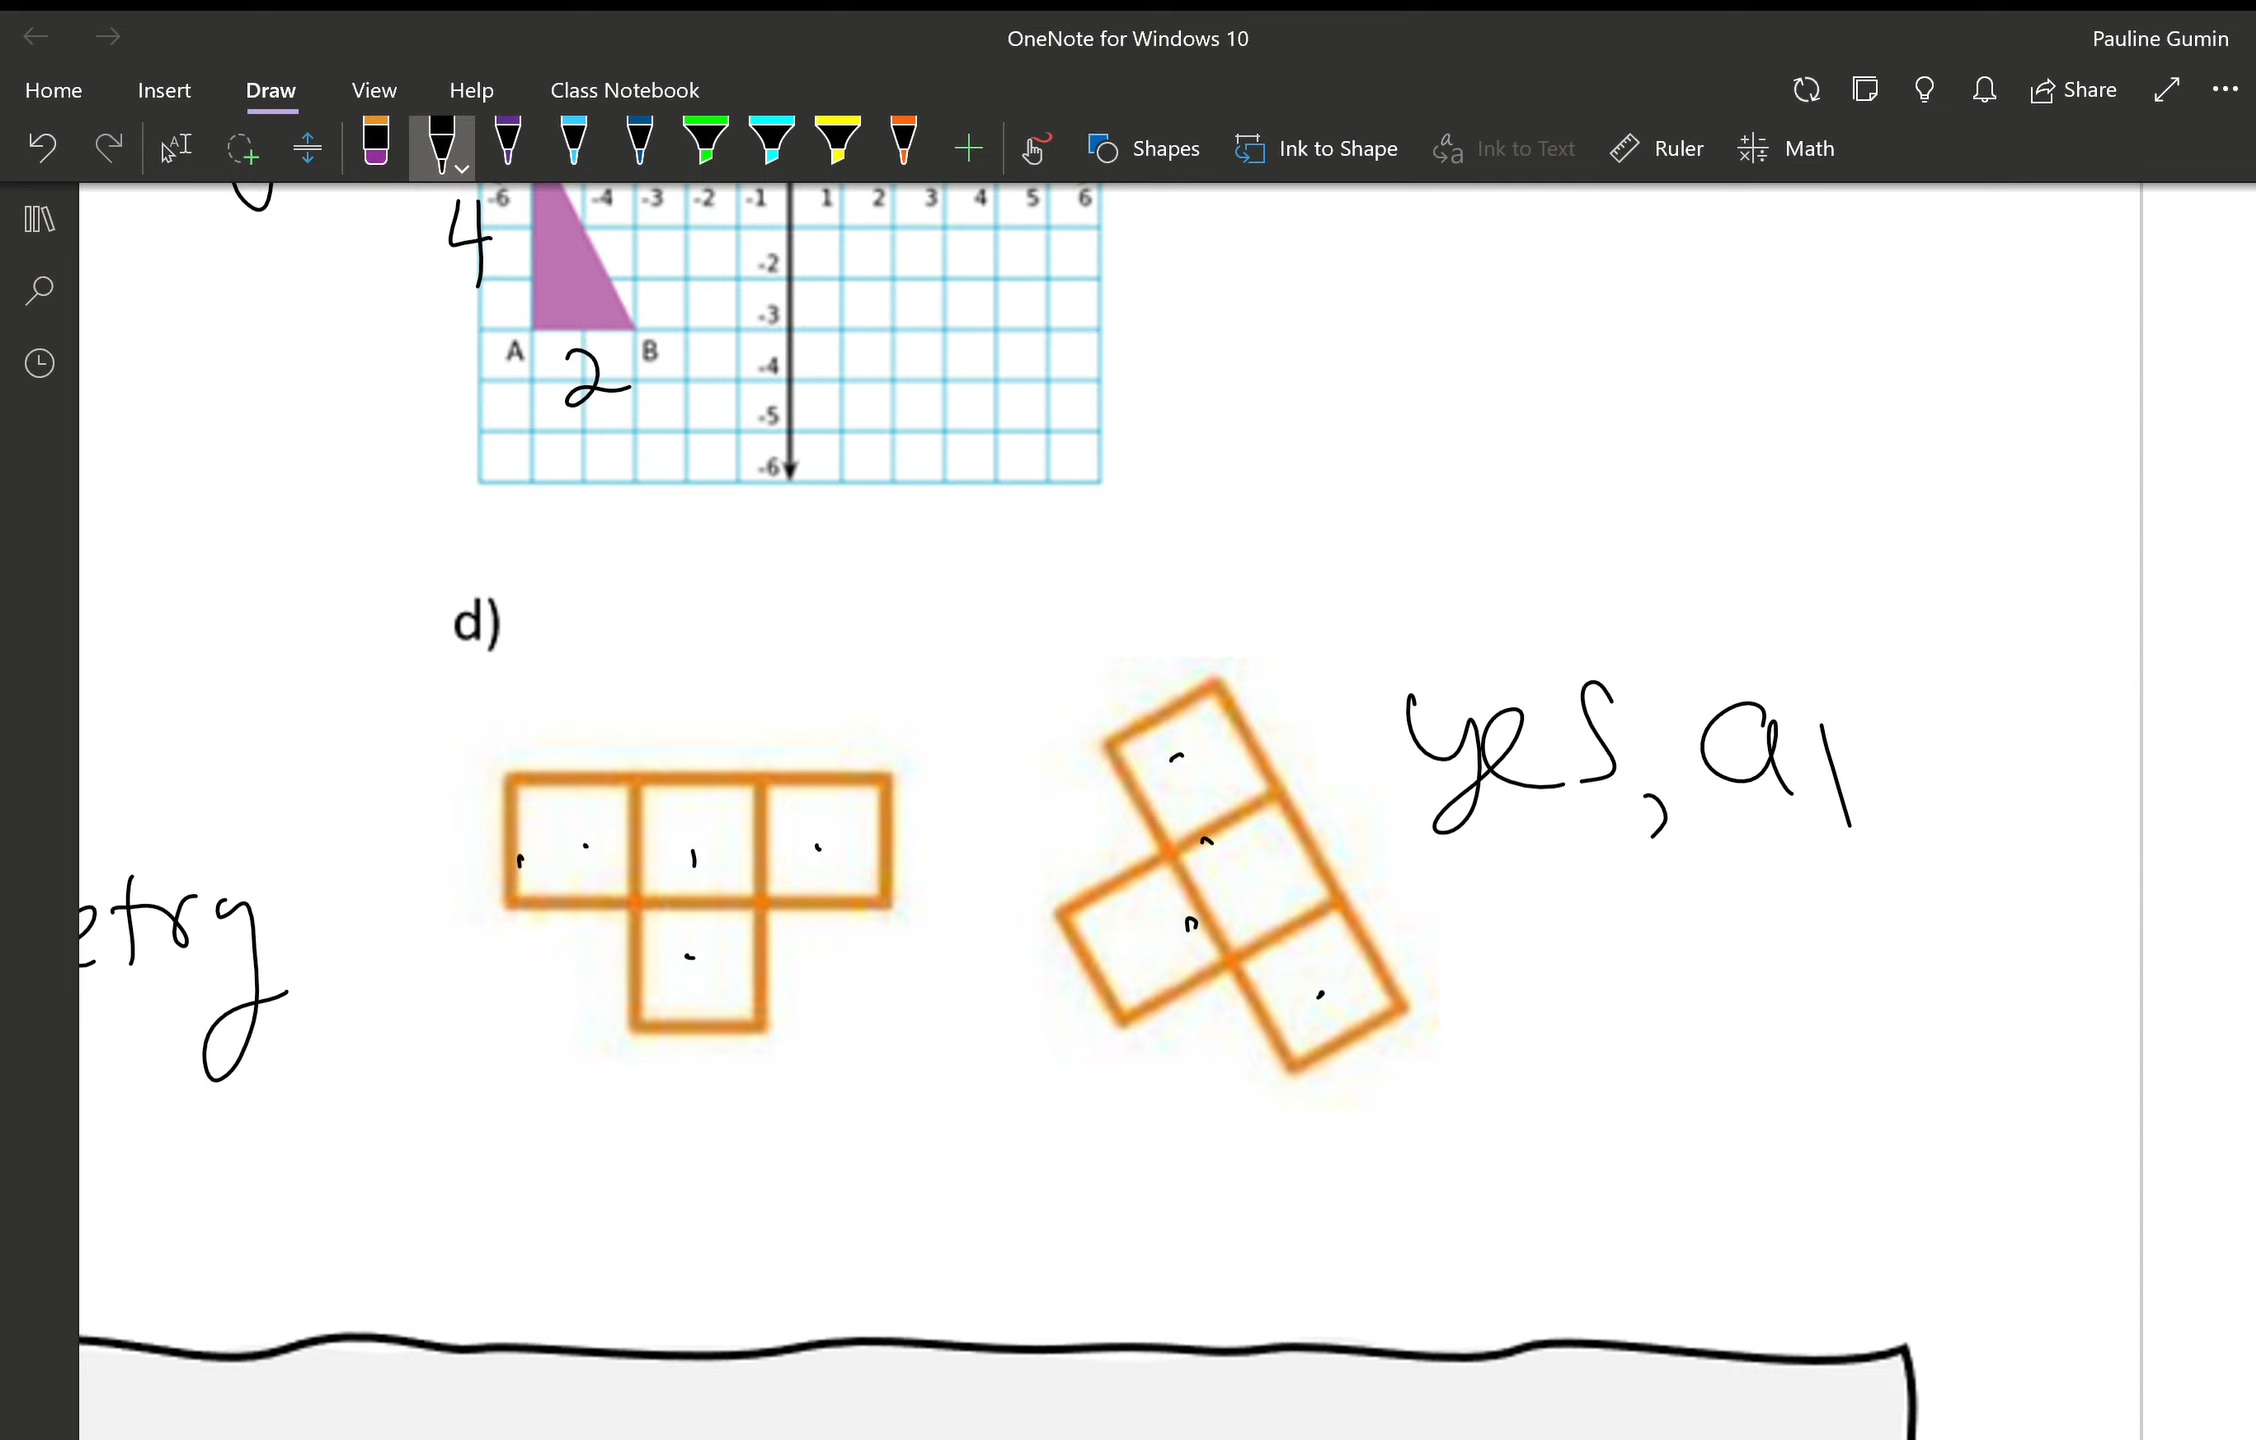 OneNote for Windows 10
Pauline Gumin
Home Insert Draw View Help Class Notebook
Share
Shapes Ink to Shape Ink to Text Ruler Math
-6 -4 -3 -2 -1 1 2 3 4 5 6
4
-2
-3
A B
2
-4
-5
-6
d)
yes, al
etry